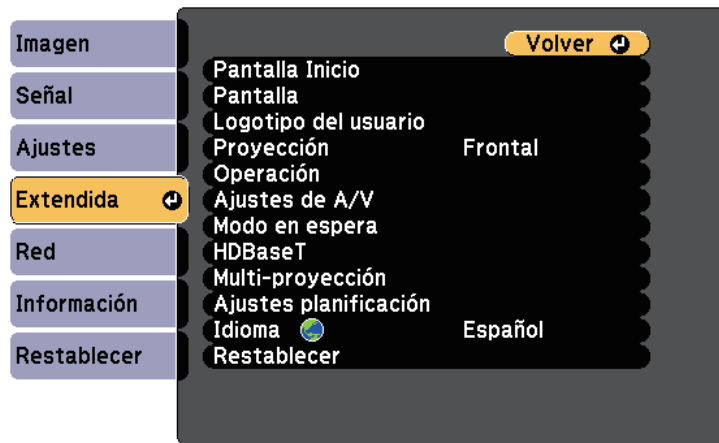 Imagen
Señal
Ajustes
Extendida
Red
Información
Restablecer
Volver
Pantalla Inicio
Pantalla
Logotipo del usuario
Proyección Frontal
Operación
Ajustes de A/V
Modo en espera
HDBaseT
Multi-proyección
Ajustes planificación
Idioma Español
Restablecer